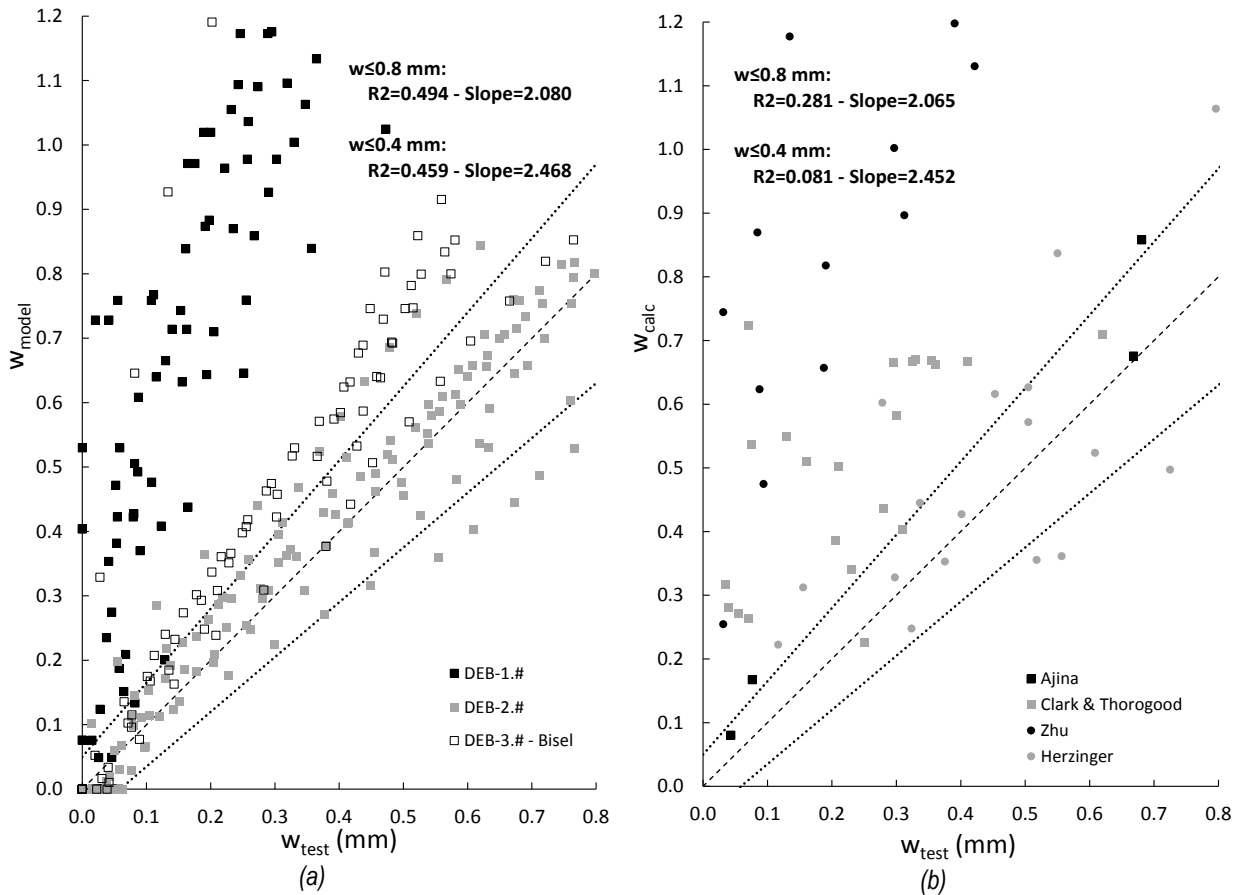 1.2
1.1
1.0
0.9
0.8
0.7
0.6
0.5
0.4
0.3
0.2
0.1
0.0
w_model
w≤0.8 mm:
R2=0.494 - Slope=2.080
w≤0.4 mm:
R2=0.459 - Slope=2.468
DEB-1.#
DEB-2.#
DEB-3.# - Bisel
0.0 0.1 0.2 0.3 0.4 0.5 0.6 0.7 0.8
w_test (mm)
(a)
1.2
1.1
1.0
0.9
0.8
0.7
0.6
0.5
0.4
0.3
0.2
0.1
0.0
w_calc
w≤0.8 mm:
R2=0.281 - Slope=2.065
w≤0.4 mm:
R2=0.081 - Slope=2.452
Ajina
Clark & Thorogood
Zhu
Herzinger
0.0 0.1 0.2 0.3 0.4 0.5 0.6 0.7 0.8
w_test (mm)
(b)